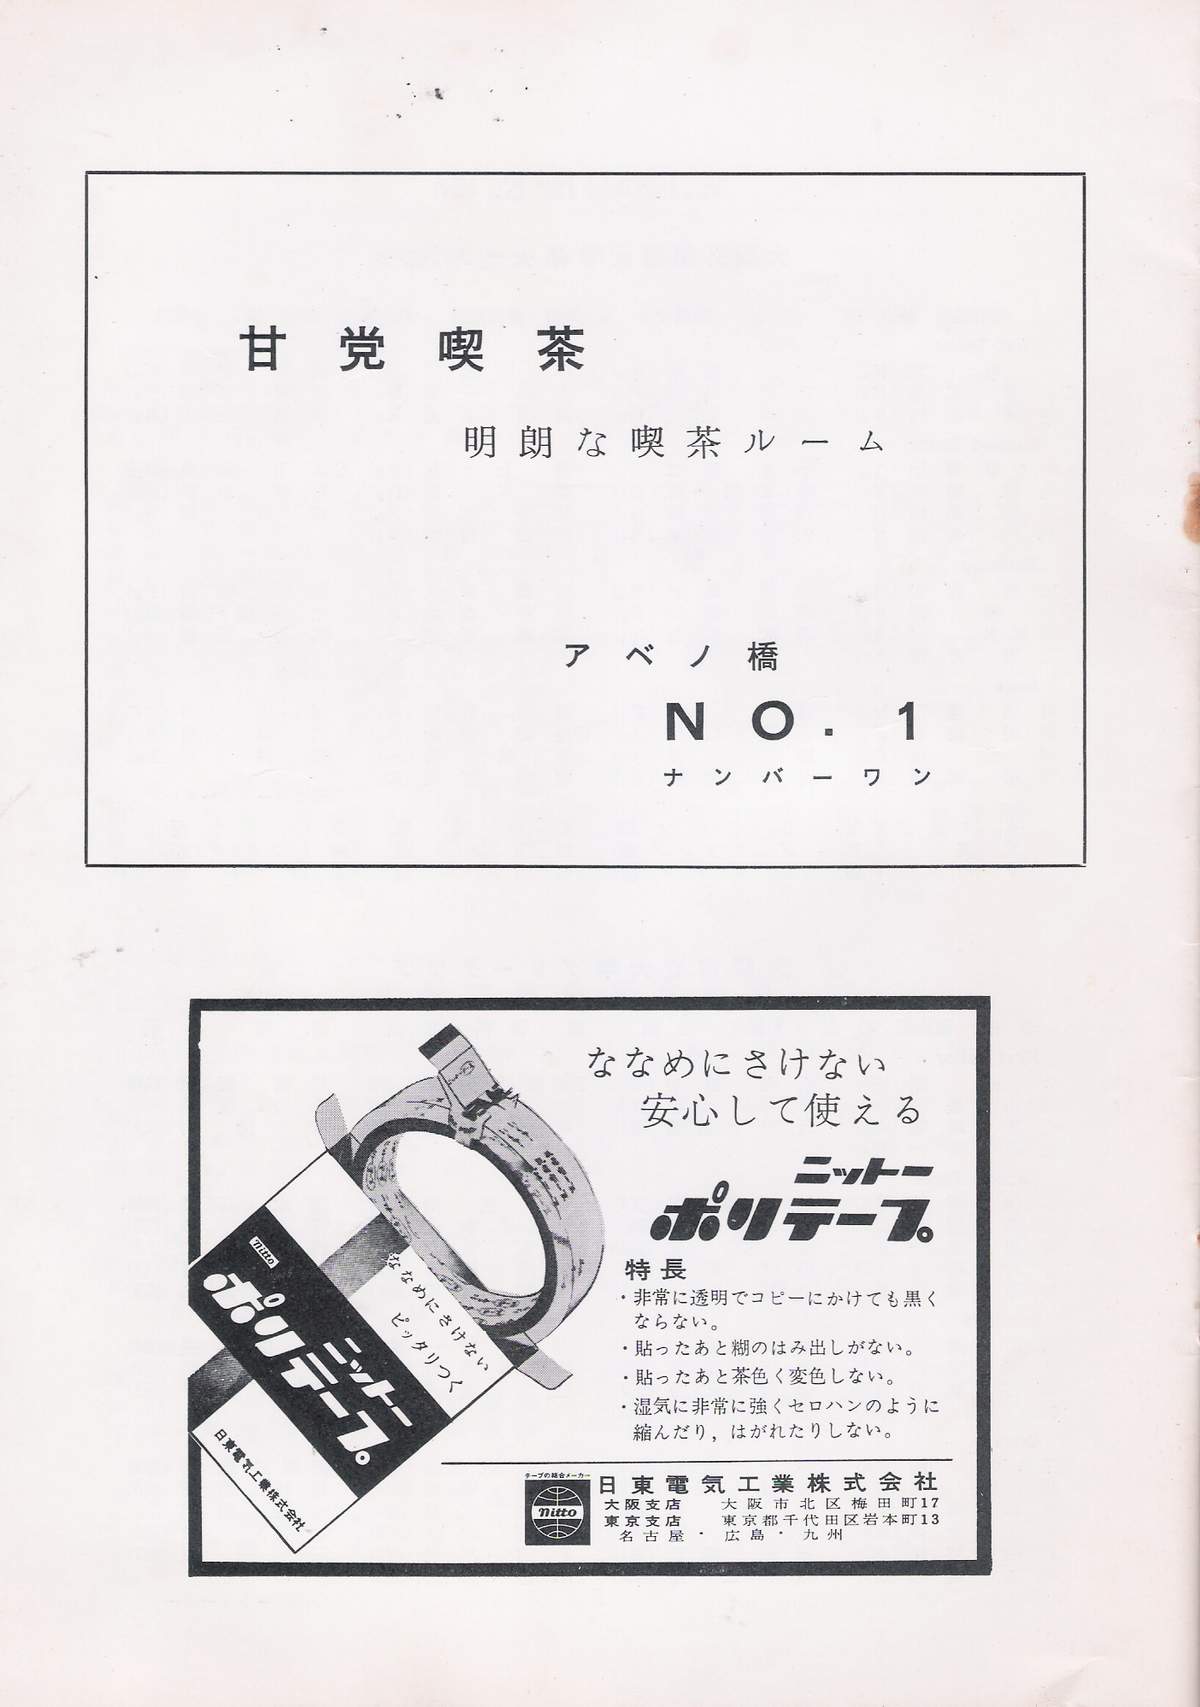 甘党喫茶
明朗な喫茶ルーム
アベノ橋
NO.1
ナンバーワン
ななめにさけない
安心して使える
ニットー
ポリテープ
特長
・非常に透明でコピーにかけても黒く
ならない。
・貼ったあと糊のはみ出しがない。
・貼ったあと茶色く変色しない。
・湿気に非常に強くセロハンのように
縮んだり，はがれたりしない。
nitto
ニットー
ポリテープ
ななめにさけない
ピッタリつく
日東電気工業株式会社
テープの総合メーカー
nitto
日東電気工業株式会社
大阪支店 大阪市北区梅田町17
東京支店 東京都千代田区岩本町13
名古屋・広島・九州